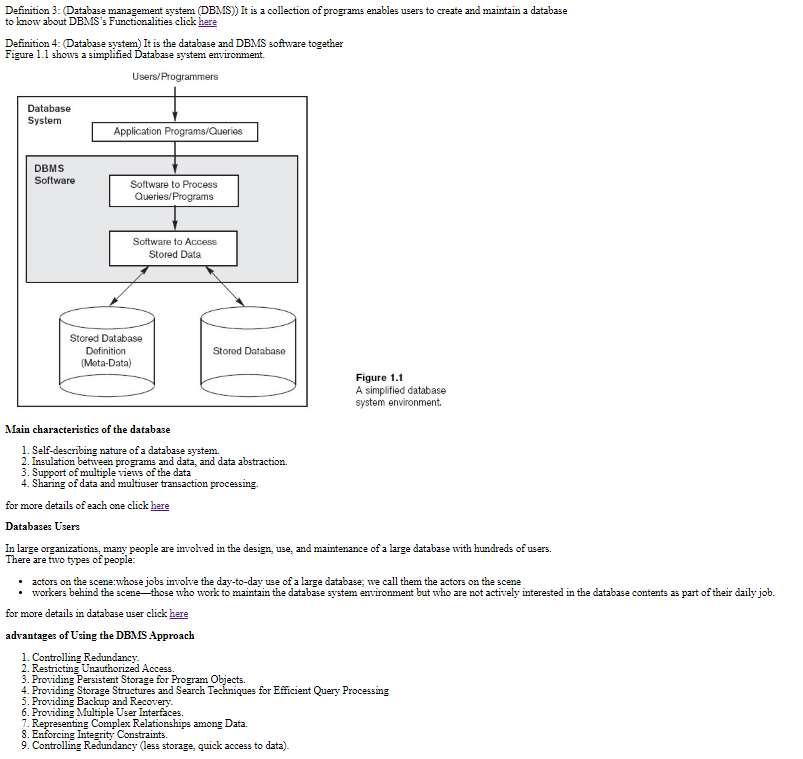 Definition 3: (Database management system (DBMS)) It is a collection of programs enables users to create and maintain a database
to know about DBMS's Functionalities click here
Definition 4: (Database system) It is the database and DBMS software together
Figure 1.1 shows a simplified Database system environment.
Users/Programmers
Database
System
Application Programs/Queries
DBMS
Software
Software to Process
Queries/Programs
Software to Access
Stored Data
Stored Database
Definition
(Meta-Data)
Stored Database
Figure 1.1
A simplified database
system environment.
Main characteristics of the database
1. Self-describing nature of a database system.
2. Insulation between programs and data, and data abstraction.
3. Support of multiple views of the data
4. Sharing of data and multiuser transaction processing.
for more details of each one click here
Databases Users
In large organizations, many people are involved in the design, use, and maintenance of a large database with hundreds of users.
There are two types of people:
• actors on the scene:whose jobs involve the day-to-day use of a large database; we call them the actors on the scene
• workers behind the scene—those who work to maintain the database system environment but who are not actively interested in the database contents as part of their daily job.
for more details in database user click here
advantages of Using the DBMS Approach
1. Controlling Redundancy.
2. Restricting Unauthorized Access.
3. Providing Persistent Storage for Program Objects.
4. Providing Storage Structures and Search Techniques for Efficient Query Processing
5. Providing Backup and Recovery.
6. Providing Multiple User Interfaces.
7. Representing Complex Relationships among Data.
8. Enforcing Integrity Constraints.
9. Controlling Redundancy (less storage, quick access to data).